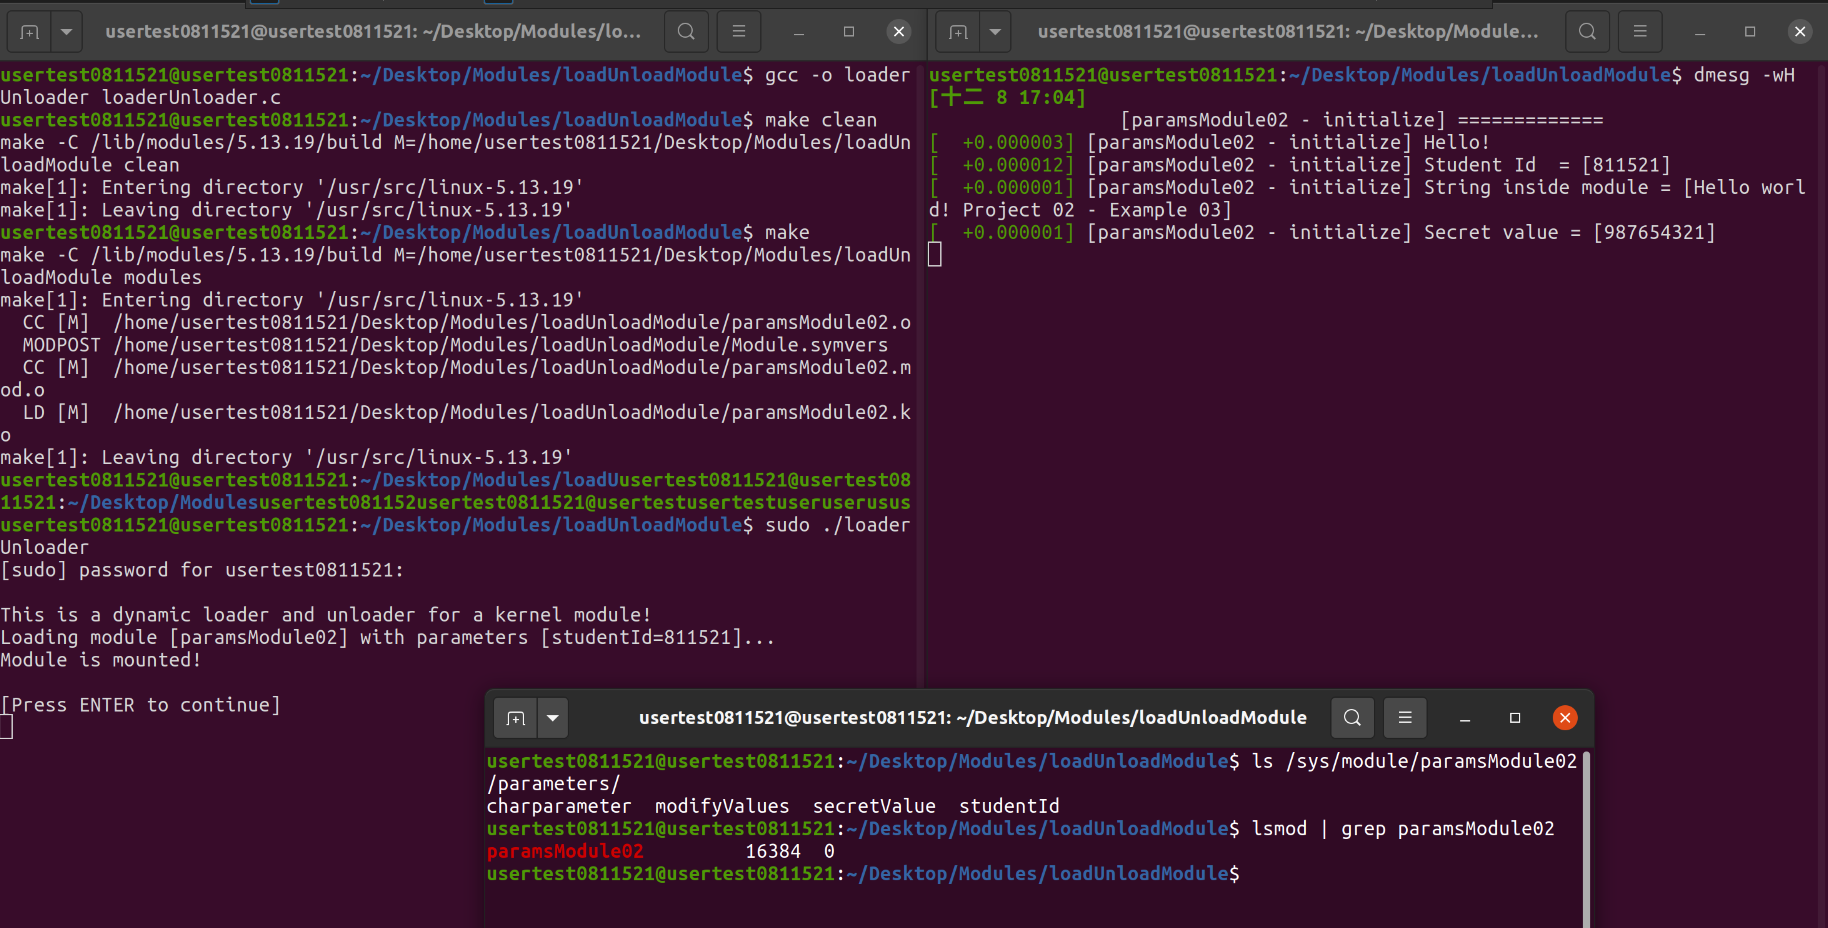 usertest0811521@usertest0811521: ~/Desktop/Modules/lo...
usertest0811521@usertest0811521:~/Desktop/Modules/loadUnloadModule$ gcc -o loader
Unloader loaderUnloader.c
usertest0811521@usertest0811521:~/Desktop/Modules/loadUnloadModule$ make clean
make -C /lib/modules/5.13.19/build M=/home/usertest0811521/Desktop/Modules/loadUn
loadModule clean
make[1]: Entering directory '/usr/src/linux-5.13.19'
make[1]: Leaving directory '/usr/src/linux-5.13.19'
usertest0811521@usertest0811521:~/Desktop/Modules/loadUnloadModule$ make
make -C /lib/modules/5.13.19/build M=/home/usertest0811521/Desktop/Modules/loadUn
loadModule modules
make[1]: Entering directory '/usr/src/linux-5.13.19'
  CC [M]  /home/usertest0811521/Desktop/Modules/loadUnloadModule/paramsModule02.o
  MODPOST /home/usertest0811521/Desktop/Modules/loadUnloadModule/Module.symvers
  CC [M]  /home/usertest0811521/Desktop/Modules/loadUnloadModule/paramsModule02.m
od.o
  LD [M]  /home/usertest0811521/Desktop/Modules/loadUnloadModule/paramsModule02.k
o
make[1]: Leaving directory '/usr/src/linux-5.13.19'
usertest0811521@usertest0811521:~/Desktop/Modules/loadUusertest0811521@usertest08
11521:~/Desktop/Modulesusertest081152usertest0811521@usertestusertestuseruserusus
usertest0811521@usertest0811521:~/Desktop/Modules/loadUnloadModule$ sudo ./loader
Unloader
[sudo] password for usertest0811521:
This is a dynamic loader and unloader for a kernel module!
Loading module [paramsModule02] with parameters [studentId=811521]...
Module is mounted!
[Press ENTER to continue]
usertest0811521@usertest0811521: ~/Desktop/Module...
usertest0811521@usertest0811521:~/Desktop/Modules/loadUnloadModule$ dmesg -wH
[十二 8 17:04]
[paramsModule02 - initialize] =============
[  +0.000003] [paramsModule02 - initialize] Hello!
[  +0.000012] [paramsModule02 - initialize] Student Id  = [811521]
[  +0.000001] [paramsModule02 - initialize] String inside module = [Hello worl
d! Project 02 - Example 03]
[  +0.000001] [paramsModule02 - initialize] Secret value = [987654321]
usertest0811521@usertest0811521: ~/Desktop/Modules/loadUnloadModule
usertest0811521@usertest0811521:~/Desktop/Modules/loadUnloadModule$ ls /sys/module/paramsModule02
/parameters/
charparameter  modifyValues  secretValue  studentId
usertest0811521@usertest0811521:~/Desktop/Modules/loadUnloadModule$ lsmod | grep paramsModule02
paramsModule02         16384  0
usertest0811521@usertest0811521:~/Desktop/Modules/loadUnloadModule$